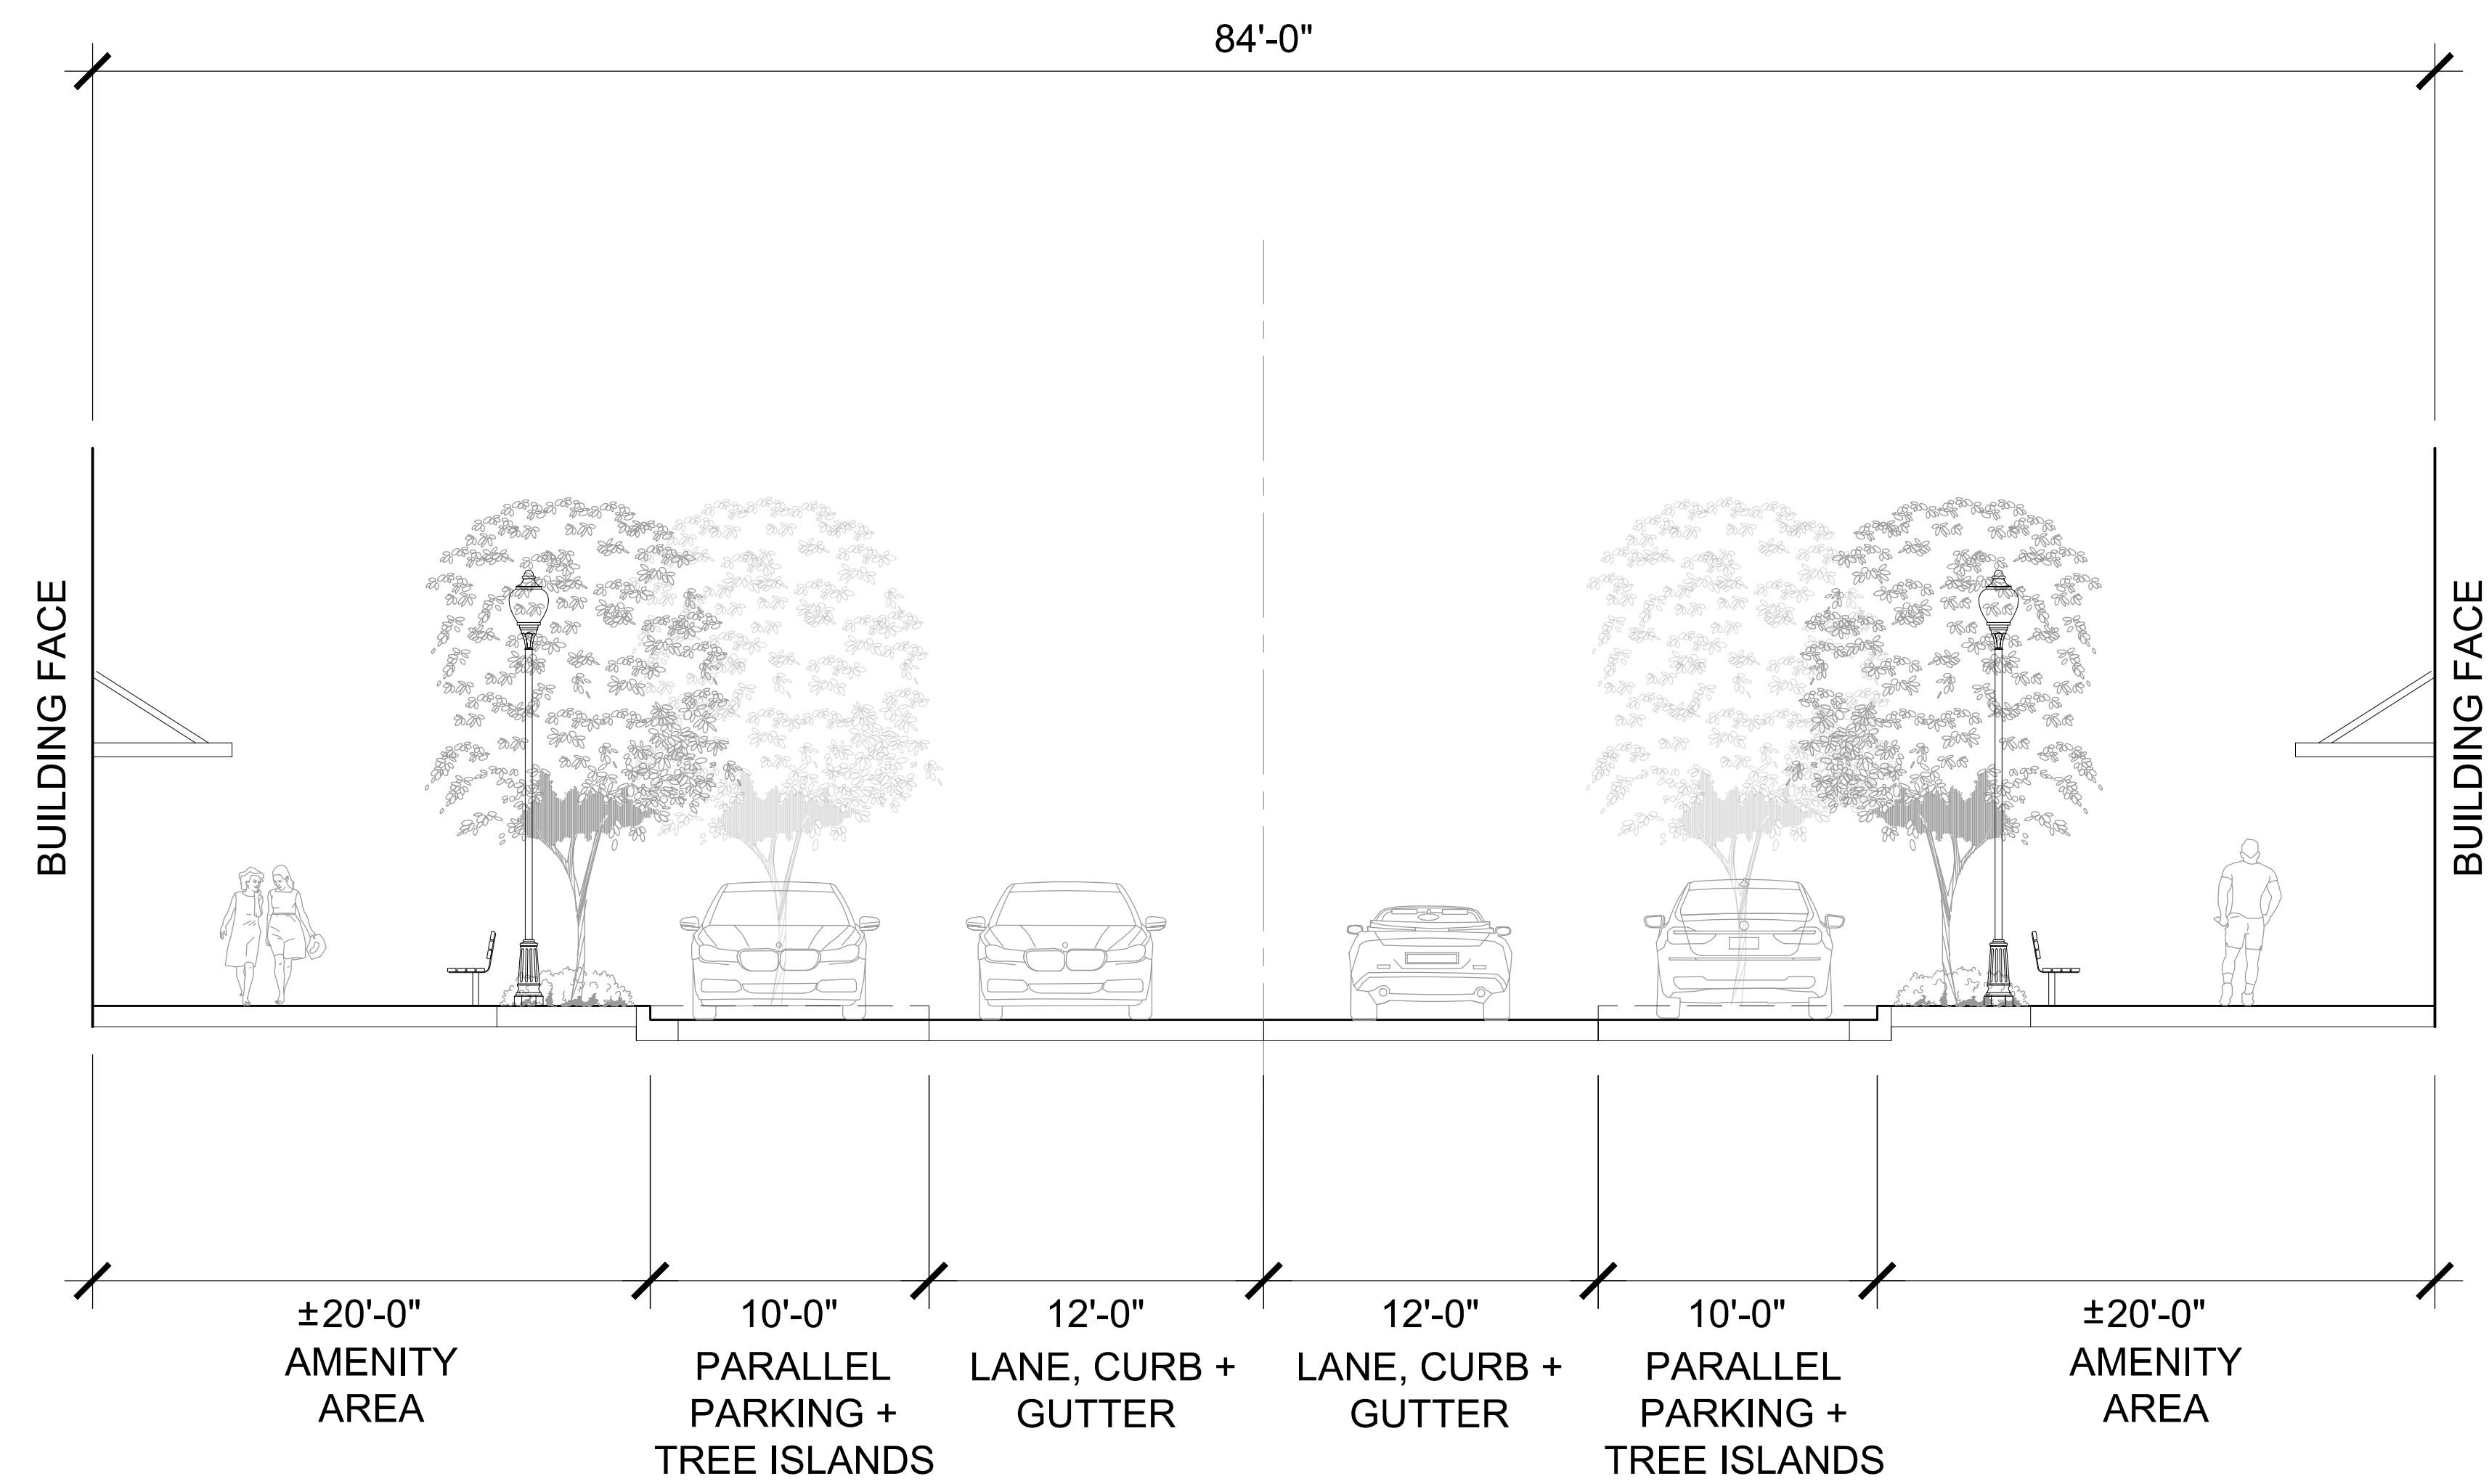 84'-0"
BUILDING FACE
BUILDING FACE
±20'-0"
AMENITY
AREA
10'-0"
PARALLEL
PARKING +
TREE ISLANDS
12'-0"
LANE, CURB +
GUTTER
12'-0"
LANE, CURB +
GUTTER
10'-0"
PARALLEL
PARKING +
TREE ISLANDS
±20'-0"
AMENITY
AREA